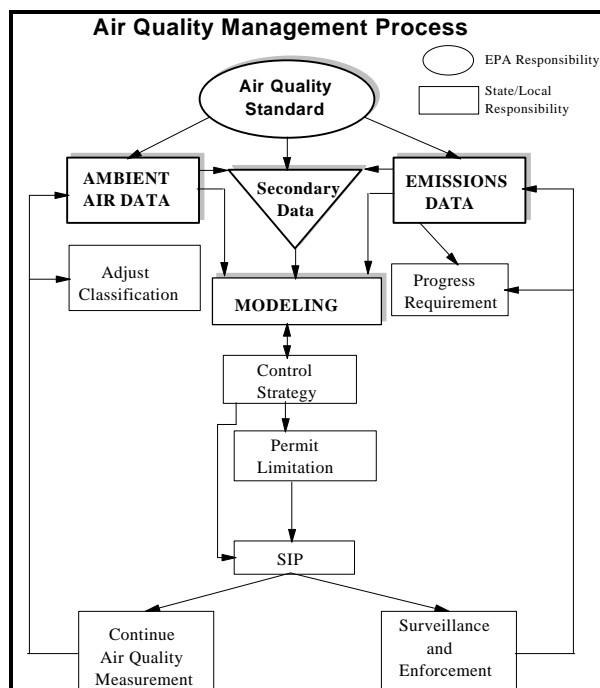 Air Quality Management Process
EPA Responsibility
State/Local
Responsibility
Air Quality
Standard
AMBIENT
AIR DATA
Secondary
Data
EMISSIONS
DATA
Adjust
Classification
MODELING
Progress
Requirement
Control
Strategy
Permit
Limitation
SIP
Continue
Air Quality
Measurement
Surveillance
and
Enforcement